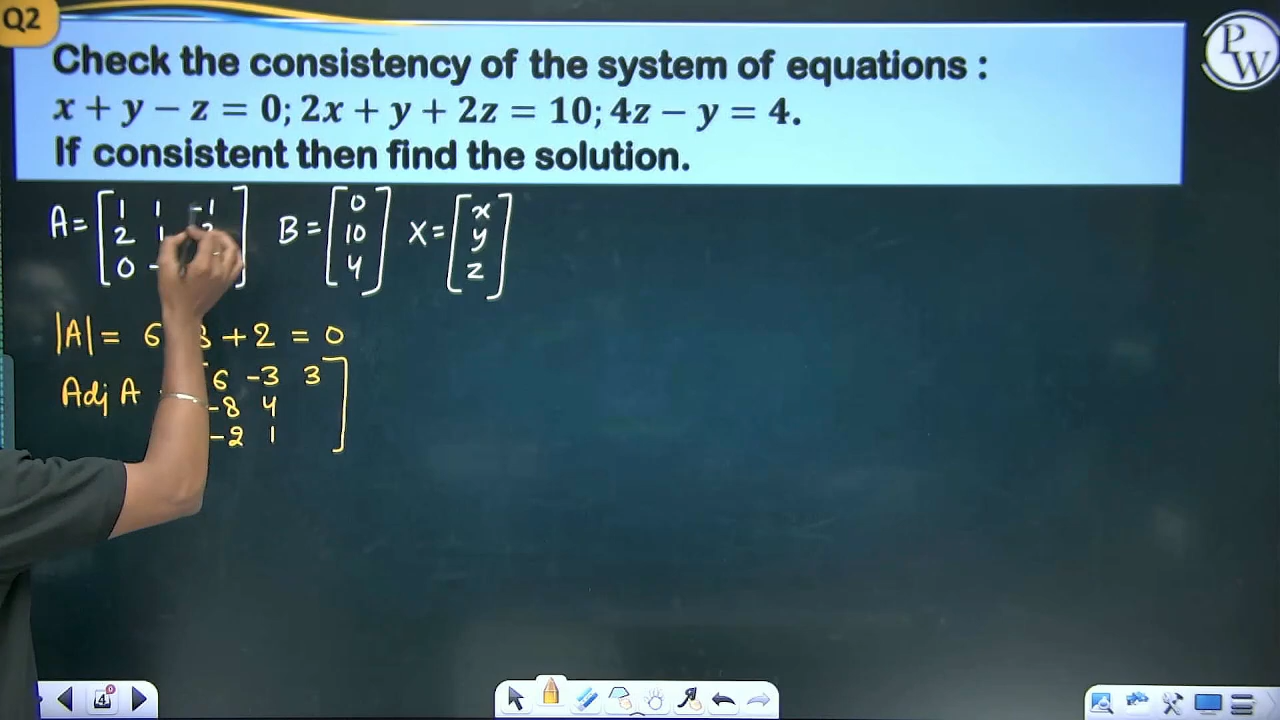 Q2
PW
Check the consistency of the system of equations :
x + y − z = 0; 2x + y + 2z = 10; 4z − y = 4.
If consistent then find the solution.
A = [ 1 1 -1 B = [ 0 X = [ x
2 1 10 y
0 - ] 4 ] z ]
|A| = 6 + 2 = 0
Adj A 6 -3 3
-8 4
-2 1 ]
4